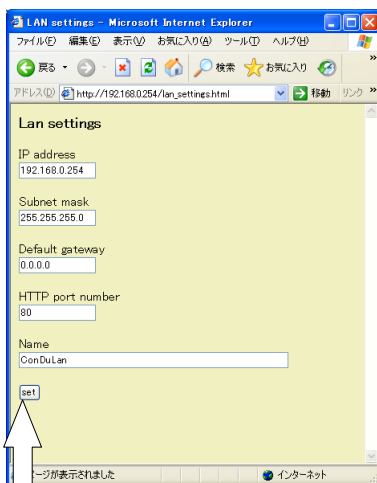 LAN settings - Microsoft Internet Explorer
ファイル(F) 編集(E) 表示(V) お気に入り(A) ツール(T) ヘルプ(H)
戻る 検索 お気に入り »
アドレス(D) http://192.168.0.254/lan_settings.html 移動 リンク »
Lan settings
IP address
192.168.0.254
Subnet mask
255.255.255.0
Default gateway
0.0.0.0
HTTP port number
80
Name
ConDuLan
set
ージが表示されました インターネット